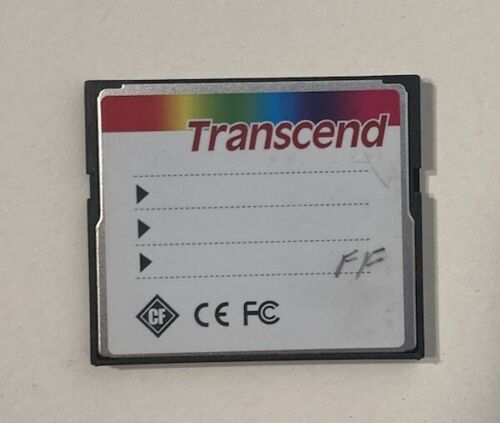 Transcend
FF
CF CE FC